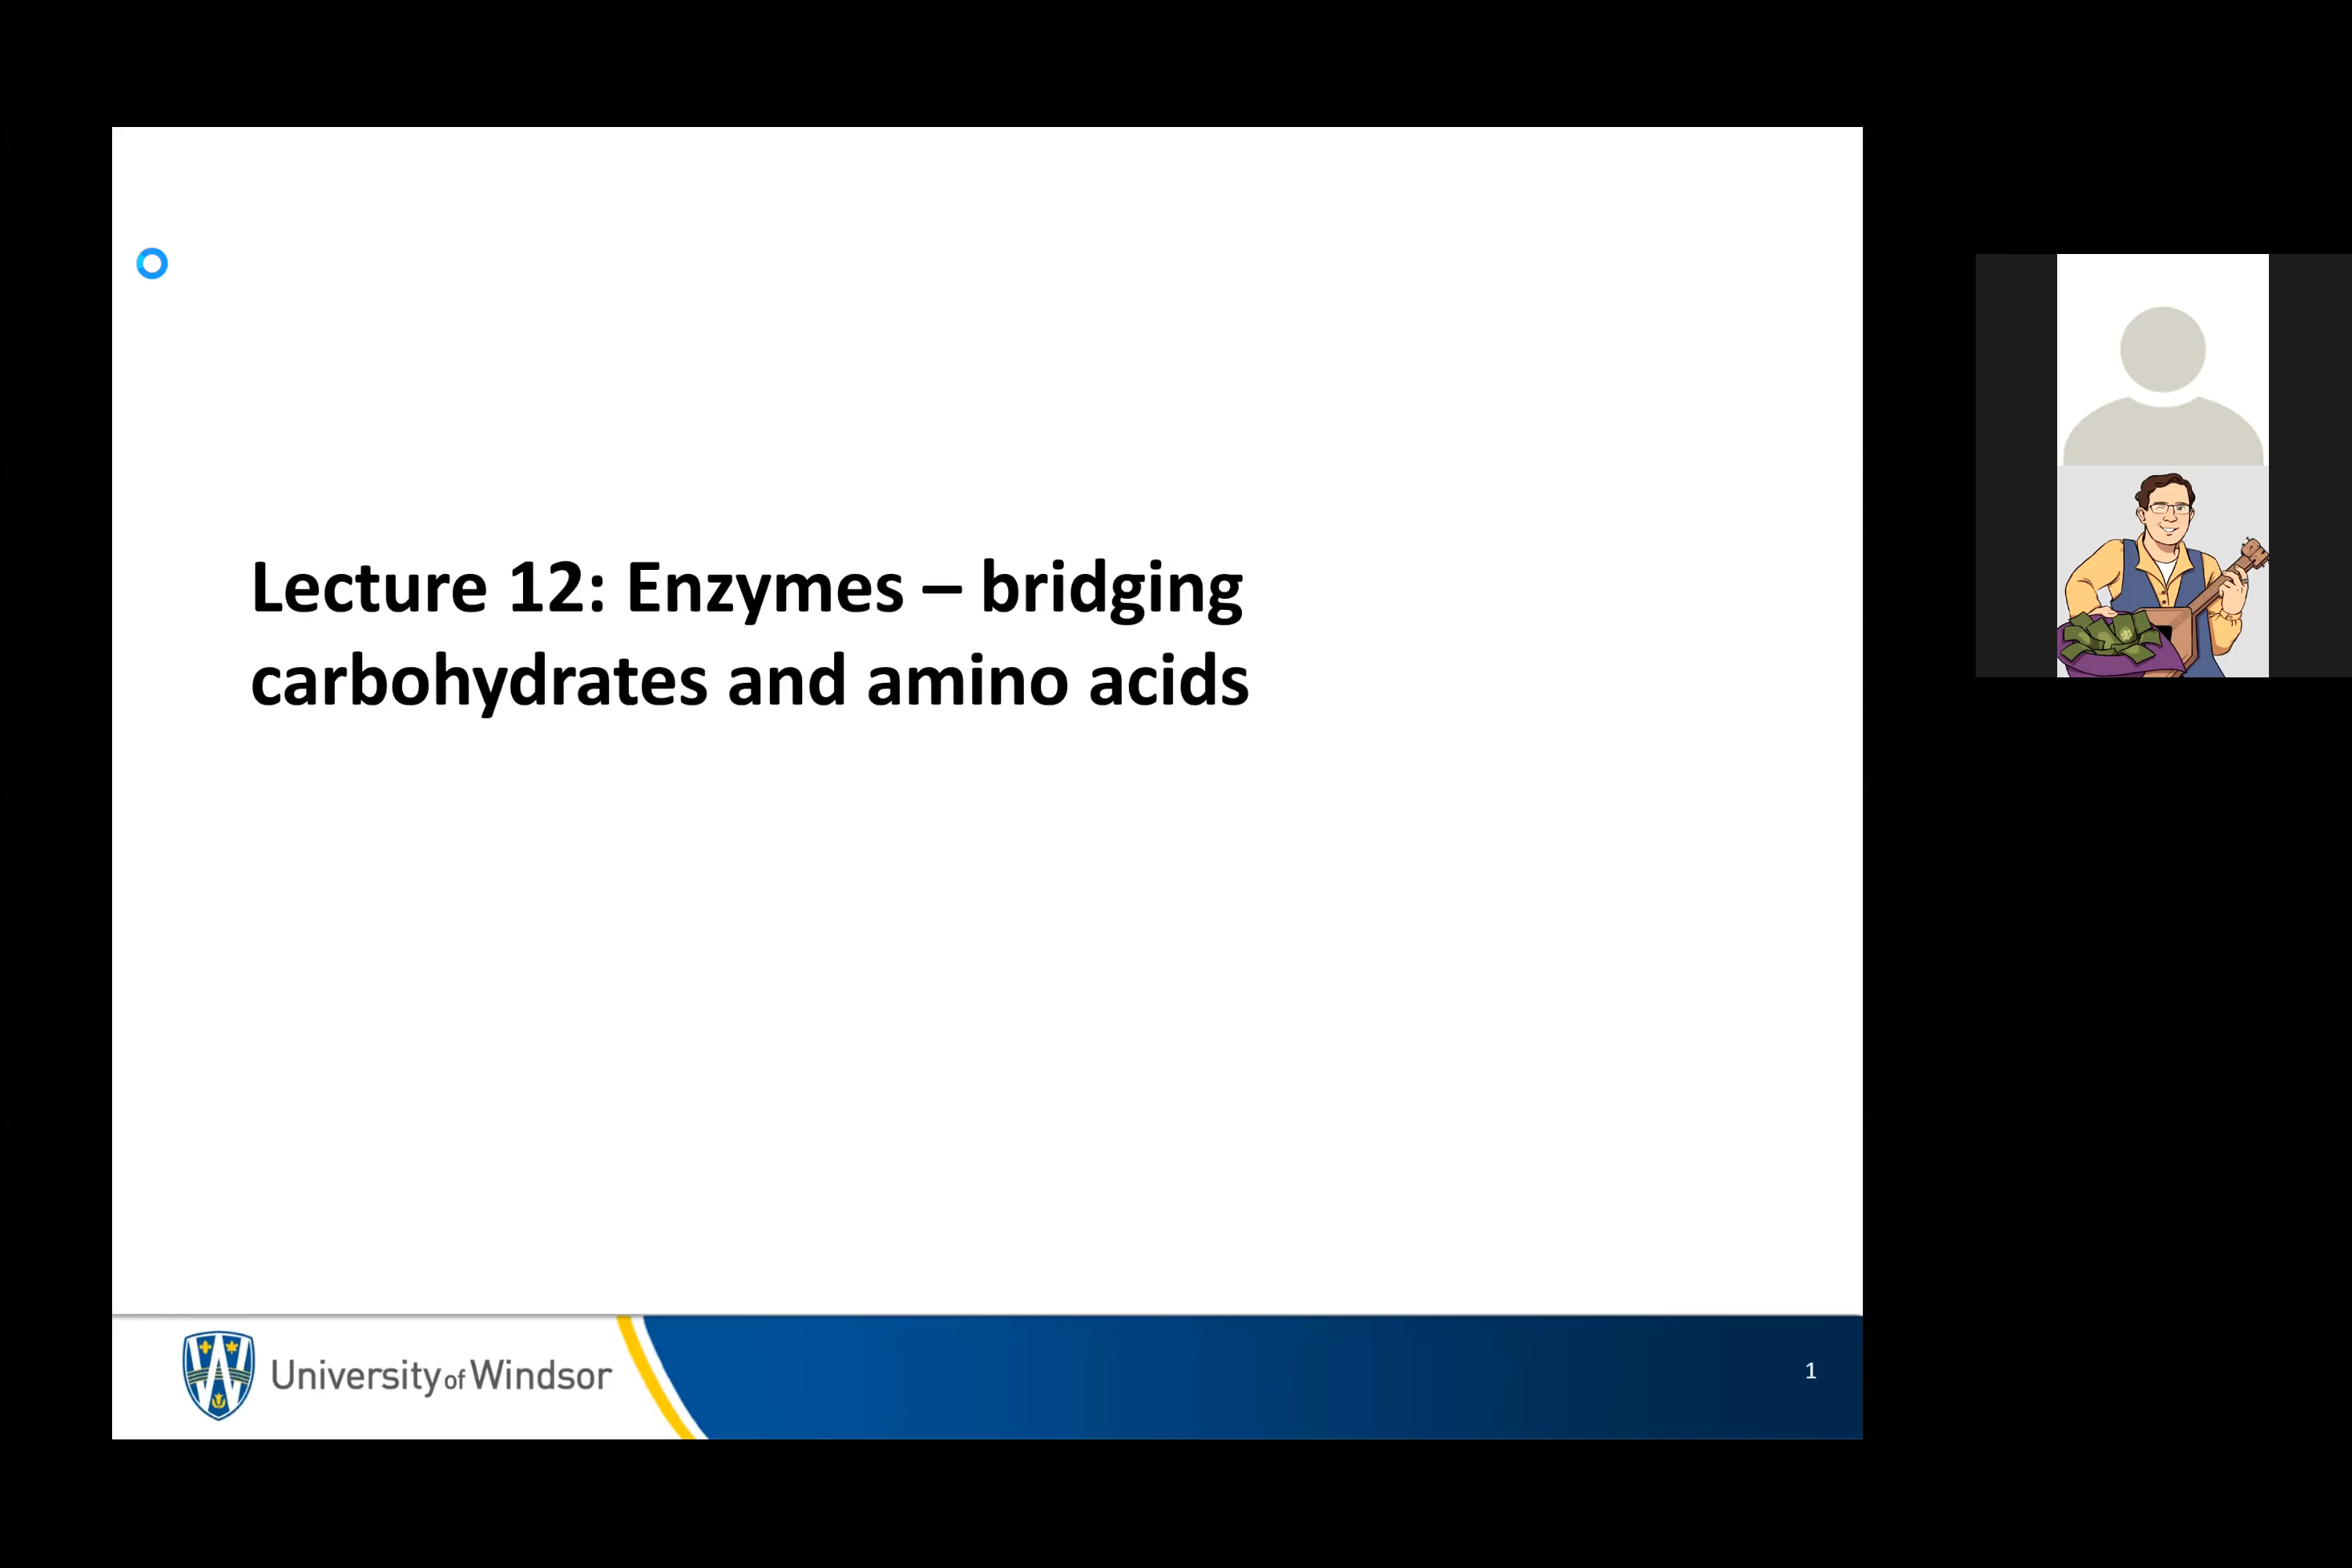 Lecture 12: Enzymes – bridging
carbohydrates and amino acids
University of Windsor
1